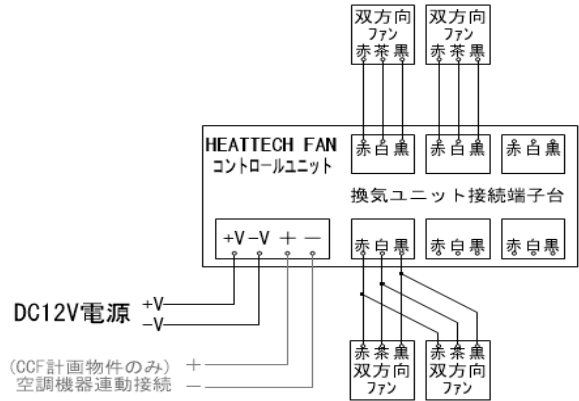 双方向
ファン
赤 茶 黒
双方向
ファン
赤 茶 黒
HEATTECH FAN
コントロールユニット
赤 白 黒
赤 白 黒
赤 白 黒
換気ユニット接続端子台
+V -V + −
赤 白 黒
赤 白 黒
赤 白 黒
DC12V電源
+V
-V
(CCF計画物件のみ)
空調機器連動接続
+
−
赤 茶 黒
双方向
ファン
赤 茶 黒
双方向
ファン